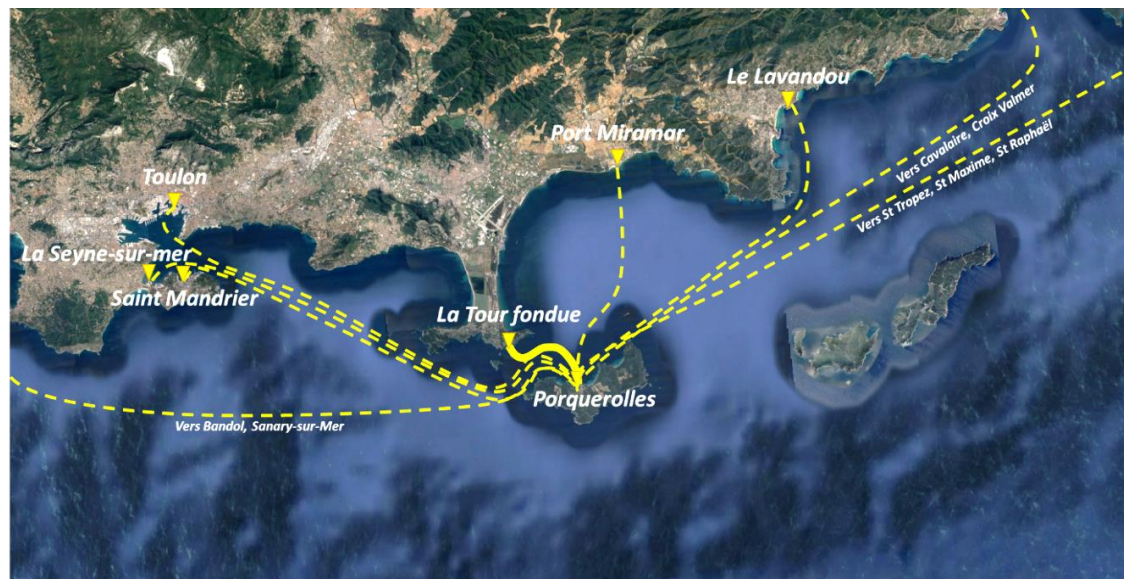 Le Lavandou
Port Miramar
Vers Cavalaire, Croix Valmer
Vers St Tropez, St Maxime, St Raphaël
Toulon
La Seyne-sur-mer
Saint Mandrier
La Tour fondue
Porquerolles
Vers Bandol, Sanary-sur-Mer